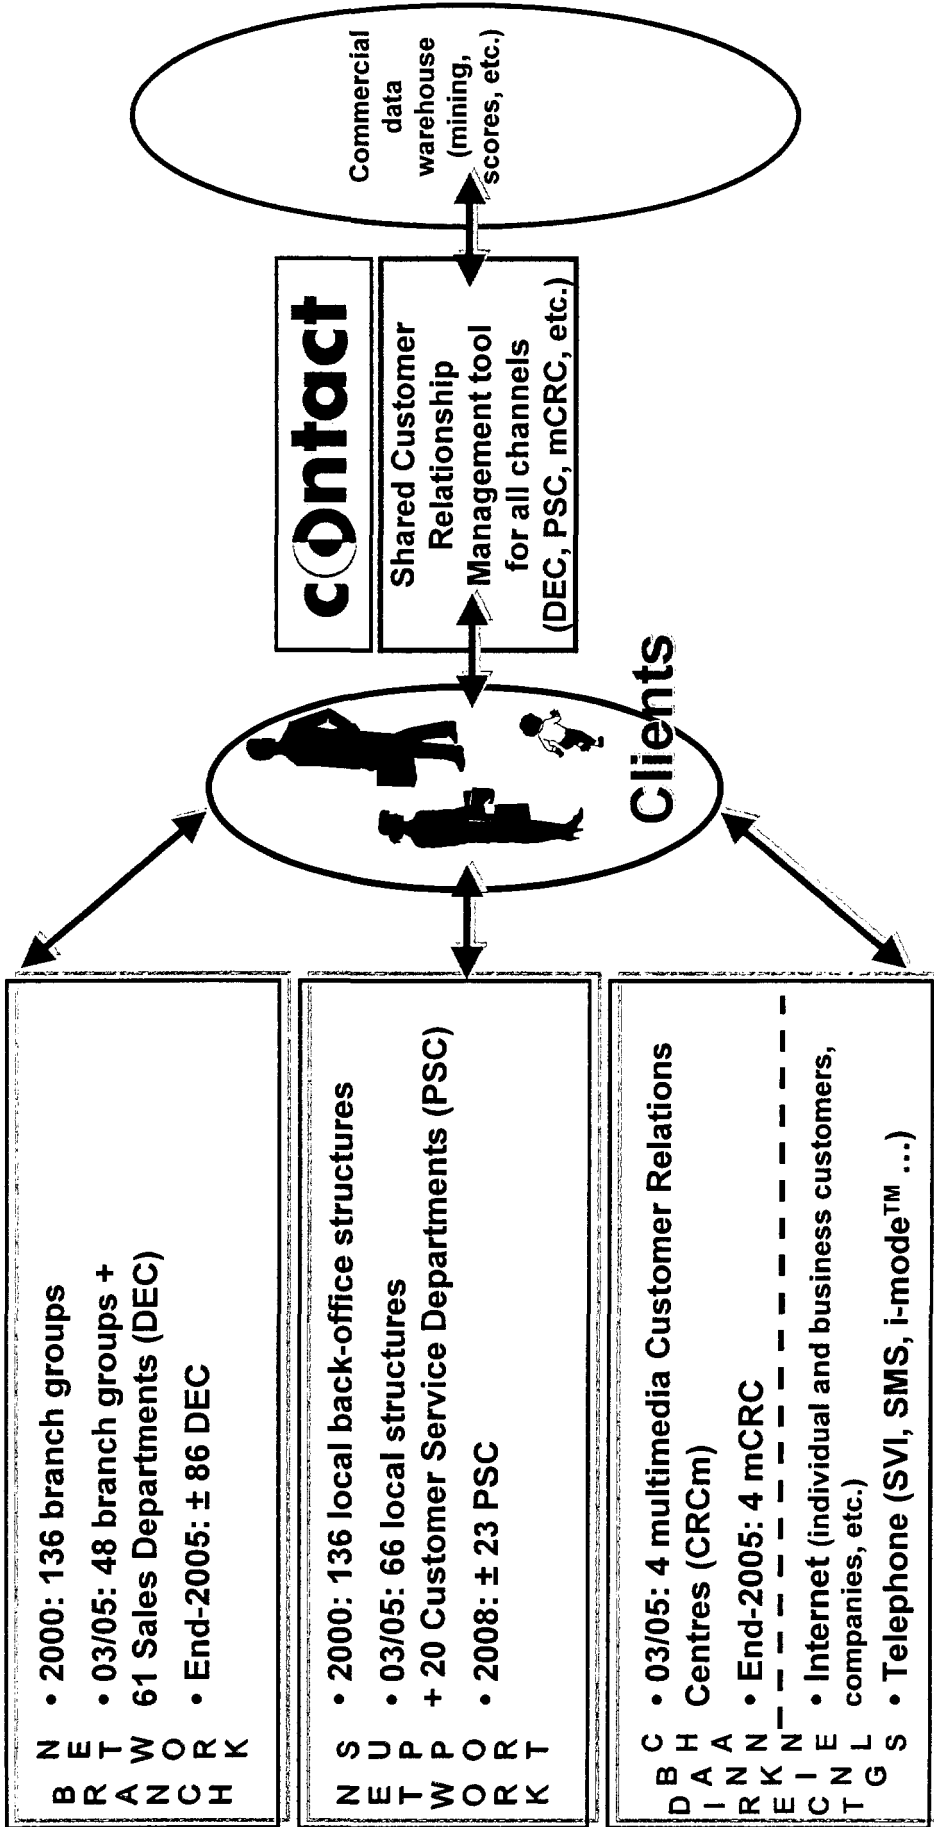 BRANCH
NETWORK
• 2000: 136 branch groups
• 03/05: 48 branch groups +
61 Sales Departments (DEC)
• End-2005: ± 86 DEC
NETWORK
SUPPORT
• 2000: 136 local back-office structures
• 03/05: 66 local structures
+ 20 Customer Service Departments (PSC)
• 2008: ± 23 PSC
DIRECT
BANKING
CHANNELS
• 03/05: 4 multimedia Customer Relations
Centres (CRCm)
• End-2005: 4 mCRC
• Internet (individual and business customers,
companies, etc.)
• Telephone (SVI, SMS, i-mode™ ...)
Clients
contact
Shared Customer
Relationship
Management tool
for all channels
(DEC, PSC, mCRC, etc.)
Commercial
data
warehouse
(mining,
scores, etc.)